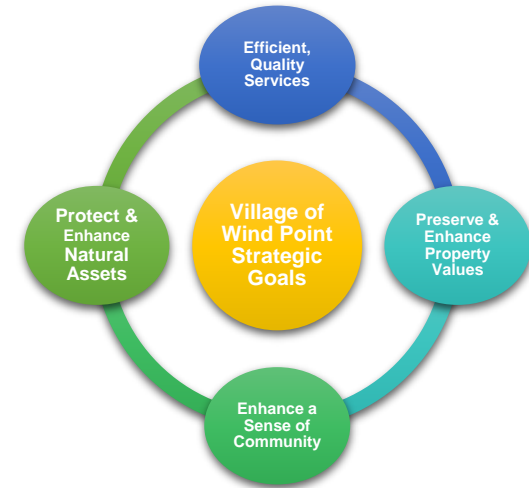 Efficient,
Quality
Services
Protect &
Enhance
Natural
Assets
Village of
Wind Point
Strategic
Goals
Preserve &
Enhance
Property
Values
Enhance a
Sense of
Community